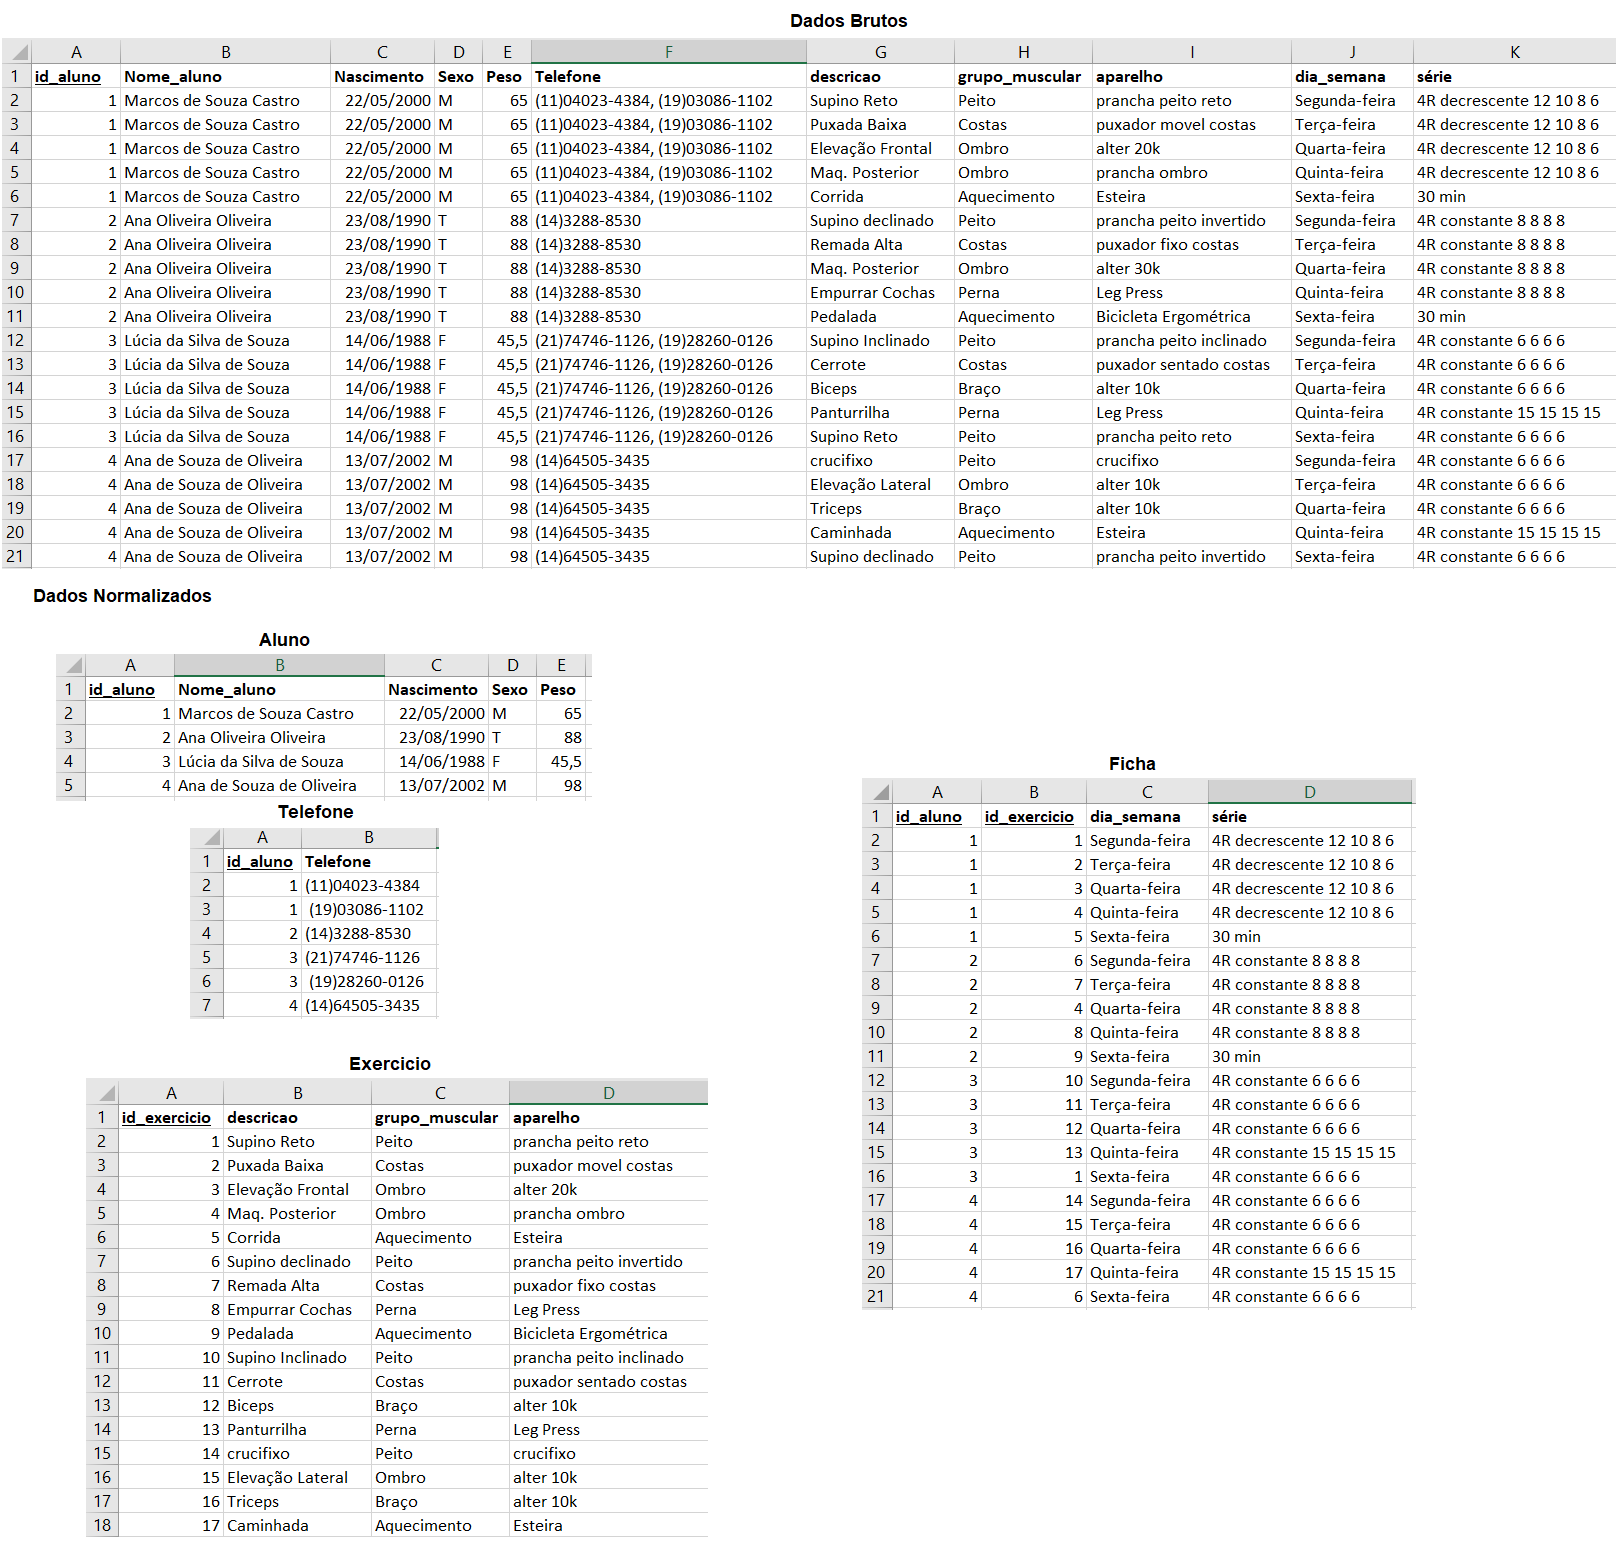 Dados Brutos
A B C D E F G H I J K
1 id_aluno Nome_aluno Nascimento Sexo Peso Telefone descricao grupo_muscular aparelho dia_semana série
2 1 Marcos de Souza Castro 22/05/2000 M 65 (11)04023-4384, (19)03086-1102 Supino Reto Peito prancha peito reto Segunda-feira 4R decrescente 12 10 8 6
3 1 Marcos de Souza Castro 22/05/2000 M 65 (11)04023-4384, (19)03086-1102 Puxada Baixa Costas puxador movel costas Terça-feira 4R decrescente 12 10 8 6
4 1 Marcos de Souza Castro 22/05/2000 M 65 (11)04023-4384, (19)03086-1102 Elevação Frontal Ombro alter 20k Quarta-feira 4R decrescente 12 10 8 6
5 1 Marcos de Souza Castro 22/05/2000 M 65 (11)04023-4384, (19)03086-1102 Maq. Posterior Ombro prancha ombro Quinta-feira 4R decrescente 12 10 8 6
6 1 Marcos de Souza Castro 22/05/2000 M 65 (11)04023-4384, (19)03086-1102 Corrida Aquecimento Esteira Sexta-feira 30 min
7 2 Ana Oliveira Oliveira 23/08/1990 T 88 (14)3288-8530 Supino declinado Peito prancha peito invertido Segunda-feira 4R constante 8 8 8 8
8 2 Ana Oliveira Oliveira 23/08/1990 T 88 (14)3288-8530 Remada Alta Costas puxador fixo costas Terça-feira 4R constante 8 8 8 8
9 2 Ana Oliveira Oliveira 23/08/1990 T 88 (14)3288-8530 Maq. Posterior Ombro alter 30k Quarta-feira 4R constante 8 8 8 8
10 2 Ana Oliveira Oliveira 23/08/1990 T 88 (14)3288-8530 Empurrar Cochas Perna Leg Press Quinta-feira 4R constante 8 8 8 8
11 2 Ana Oliveira Oliveira 23/08/1990 T 88 (14)3288-8530 Pedalada Aquecimento Bicicleta Ergométrica Sexta-feira 30 min
12 3 Lúcia da Silva de Souza 14/06/1988 F 45,5 (21)74746-1126, (19)28260-0126 Supino Inclinado Peito prancha peito inclinado Segunda-feira 4R constante 6 6 6 6
13 3 Lúcia da Silva de Souza 14/06/1988 F 45,5 (21)74746-1126, (19)28260-0126 Cerrote Costas puxador sentado costas Terça-feira 4R constante 6 6 6 6
14 3 Lúcia da Silva de Souza 14/06/1988 F 45,5 (21)74746-1126, (19)28260-0126 Biceps Braço alter 10k Quarta-feira 4R constante 6 6 6 6
15 3 Lúcia da Silva de Souza 14/06/1988 F 45,5 (21)74746-1126, (19)28260-0126 Panturrilha Perna Leg Press Quinta-feira 4R constante 15 15 15 15
16 3 Lúcia da Silva de Souza 14/06/1988 F 45,5 (21)74746-1126, (19)28260-0126 Supino Reto Peito prancha peito reto Sexta-feira 4R constante 6 6 6 6
17 4 Ana de Souza de Oliveira 13/07/2002 M 98 (14)64505-3435 crucifixo Peito crucifixo Segunda-feira 4R constante 6 6 6 6
18 4 Ana de Souza de Oliveira 13/07/2002 M 98 (14)64505-3435 Elevação Lateral Ombro alter 10k Terça-feira 4R constante 6 6 6 6
19 4 Ana de Souza de Oliveira 13/07/2002 M 98 (14)64505-3435 Triceps Braço alter 10k Quarta-feira 4R constante 6 6 6 6
20 4 Ana de Souza de Oliveira 13/07/2002 M 98 (14)64505-3435 Caminhada Aquecimento Esteira Quinta-feira 4R constante 15 15 15 15
21 4 Ana de Souza de Oliveira 13/07/2002 M 98 (14)64505-3435 Supino declinado Peito prancha peito invertido Sexta-feira 4R constante 6 6 6 6
Dados Normalizados
Aluno
A B C D E
1 id_aluno Nome_aluno Nascimento Sexo Peso
2 1 Marcos de Souza Castro 22/05/2000 M 65
3 2 Ana Oliveira Oliveira 23/08/1990 T 88
4 3 Lúcia da Silva de Souza 14/06/1988 F 45,5
5 4 Ana de Souza de Oliveira 13/07/2002 M 98
Telefone
A B
1 id_aluno Telefone
2 1 (11)04023-4384
3 1 (19)03086-1102
4 2 (14)3288-8530
5 3 (21)74746-1126
6 3 (19)28260-0126
7 4 (14)64505-3435
Exercicio
A B C D
1 id_exercicio descricao grupo_muscular aparelho
2 1 Supino Reto Peito prancha peito reto
3 2 Puxada Baixa Costas puxador movel costas
4 3 Elevação Frontal Ombro alter 20k
5 4 Maq. Posterior Ombro prancha ombro
6 5 Corrida Aquecimento Esteira
7 6 Supino declinado Peito prancha peito invertido
8 7 Remada Alta Costas puxador fixo costas
9 8 Empurrar Cochas Perna Leg Press
10 9 Pedalada Aquecimento Bicicleta Ergométrica
11 10 Supino Inclinado Peito prancha peito inclinado
12 11 Cerrote Costas puxador sentado costas
13 12 Biceps Braço alter 10k
14 13 Panturrilha Perna Leg Press
15 14 crucifixo Peito crucifixo
16 15 Elevação Lateral Ombro alter 10k
17 16 Triceps Braço alter 10k
18 17 Caminhada Aquecimento Esteira
Ficha
A B C D
1 id_aluno id_exercicio dia_semana série
2 1 1 Segunda-feira 4R decrescente 12 10 8 6
3 1 2 Terça-feira 4R decrescente 12 10 8 6
4 1 3 Quarta-feira 4R decrescente 12 10 8 6
5 1 4 Quinta-feira 4R decrescente 12 10 8 6
6 1 5 Sexta-feira 30 min
7 2 6 Segunda-feira 4R constante 8 8 8 8
8 2 7 Terça-feira 4R constante 8 8 8 8
9 2 4 Quarta-feira 4R constante 8 8 8 8
10 2 8 Quinta-feira 4R constante 8 8 8 8
11 2 9 Sexta-feira 30 min
12 3 10 Segunda-feira 4R constante 6 6 6 6
13 3 11 Terça-feira 4R constante 6 6 6 6
14 3 12 Quarta-feira 4R constante 6 6 6 6
15 3 13 Quinta-feira 4R constante 15 15 15 15
16 3 1 Sexta-feira 4R constante 6 6 6 6
17 4 14 Segunda-feira 4R constante 6 6 6 6
18 4 15 Terça-feira 4R constante 6 6 6 6
19 4 16 Quarta-feira 4R constante 6 6 6 6
20 4 17 Quinta-feira 4R constante 15 15 15 15
21 4 6 Sexta-feira 4R constante 6 6 6 6